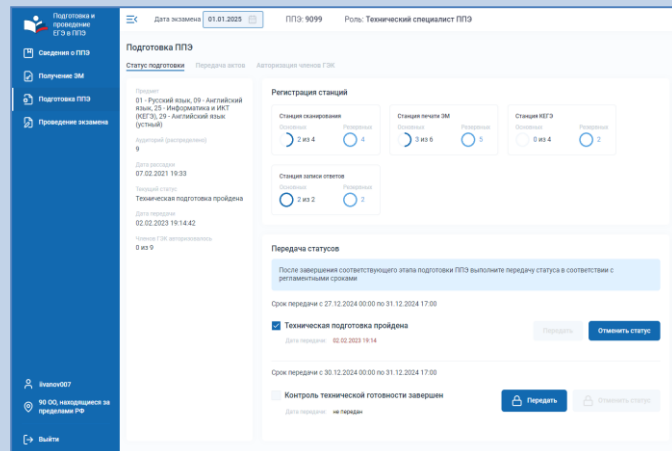 Подготовка и
проведение
ЕГЭ в ППЭ
Дата экзамена 01.01.2025
ППЭ: 9099
Роль: Технический специалист ППЭ
Сведения о ППЭ
Получение ЭМ
Подготовка ППЭ
Проведение экзамена
Подготовка ППЭ
Статус подготовки Передача актов Авторизация членов ГЭК
Предмет
01 - Русский язык, 09 - Английский
язык, 25 - Информатика и ИКТ
(КЕГЭ), 29 - Английский язык
(устный)
Аудиторий (распределено)
9
Дата рассадки
07.02.2021 19:33
Текущий статус
Техническая подготовка пройдена
Дата передачи
02.02.2023 19:14:42
Членов ГЭК авторизовалось
0 из 9
Регистрация станций
Станция сканирования
Основные Резервные
2 из 4 4
Станция печати ЭМ
Основные Резервные
3 из 6 5
Станция КЕГЭ
Основные Резервные
0 из 4 2
Станция записи ответов
Основные Резервные
2 из 2 2
Передача статусов
После завершения соответствующего этапа подготовки ППЭ выполните передачу статуса в соответствии с
регламентными сроками
Срок передачи с 27.12.2024 00:00 по 31.12.2024 17:00
Техническая подготовка пройдена
Дата передачи 02.02.2023 19:14
Передать Отменить статус
Срок передачи с 30.12.2024 00:00 по 31.12.2024 17:00
Контроль технической готовности завершен
Дата передачи не передан
Передать Отменить статус
iivanov007
90 ОО, находящиеся за
пределами РФ
Выйти